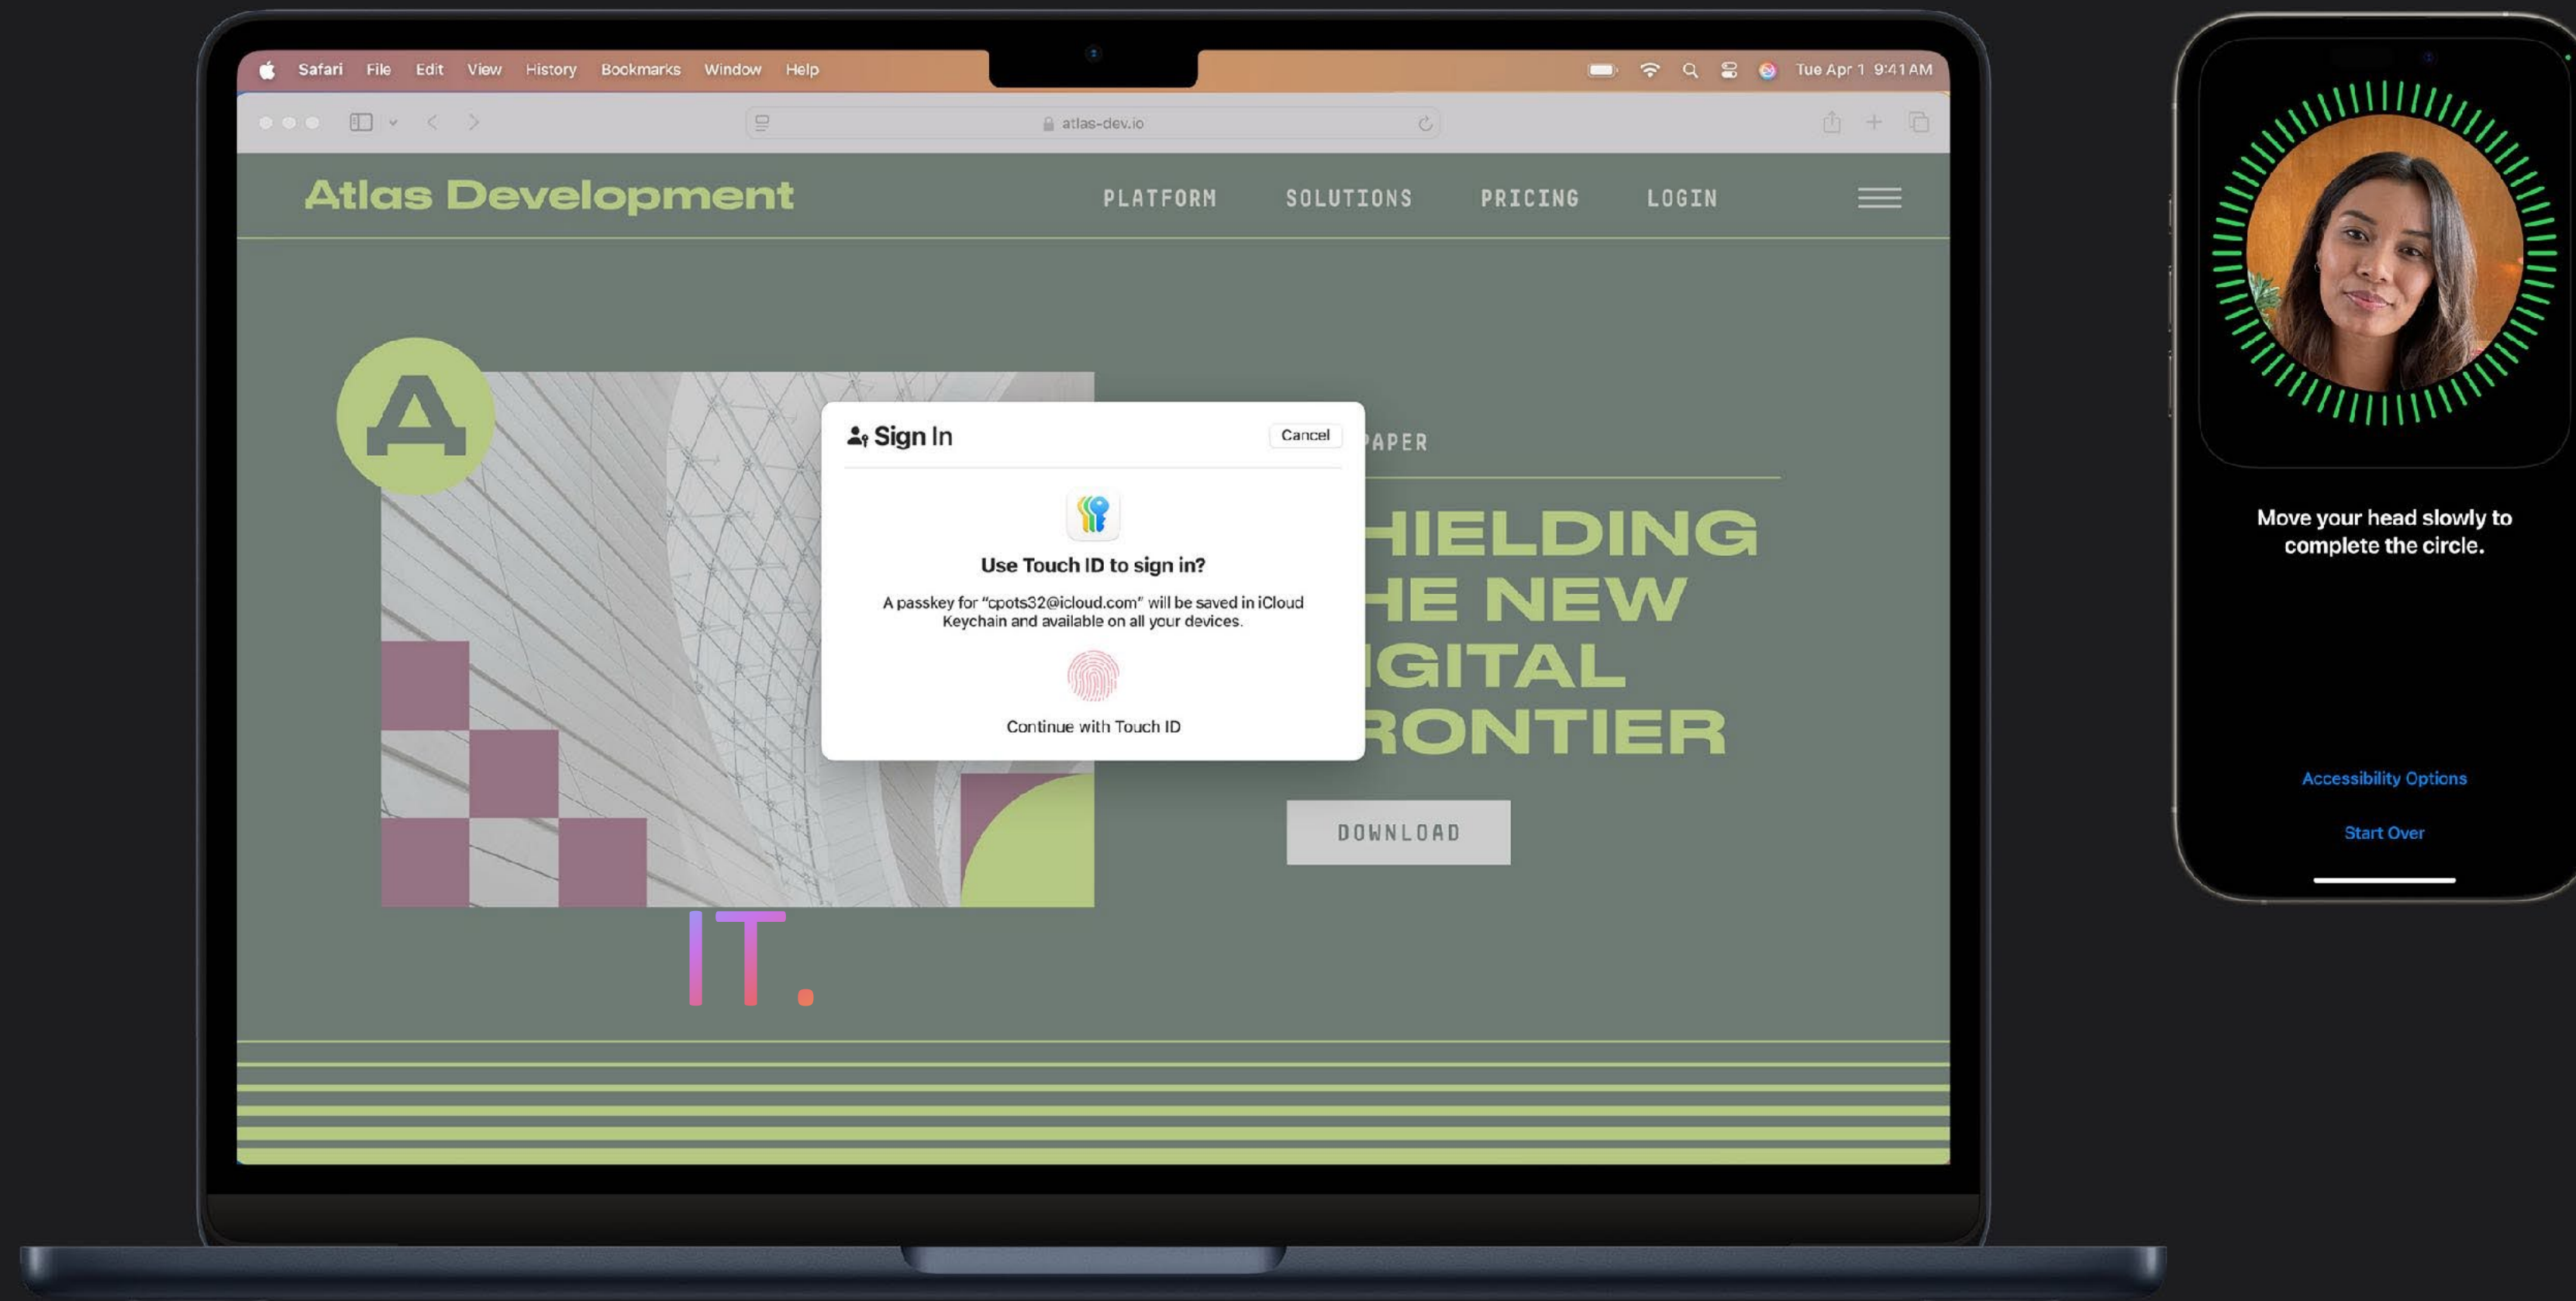 Safari File Edit View History Bookmarks Window Help
Tue Apr 1 9:41 AM
atlas-dev.io
Atlas Development
PLATFORM SOLUTIONS PRICING LOGIN
A
Sign In
Cancel
Use Touch ID to sign in?
A passkey for “cpots32@icloud.com” will be saved in iCloud
Keychain and available on all your devices.
Continue with Touch ID
PAPER
HIELDING
HE NEW
IGITAL
RONTIER
DOWNLOAD
IT.
Move your head slowly to
complete the circle.
Accessibility Options
Start Over